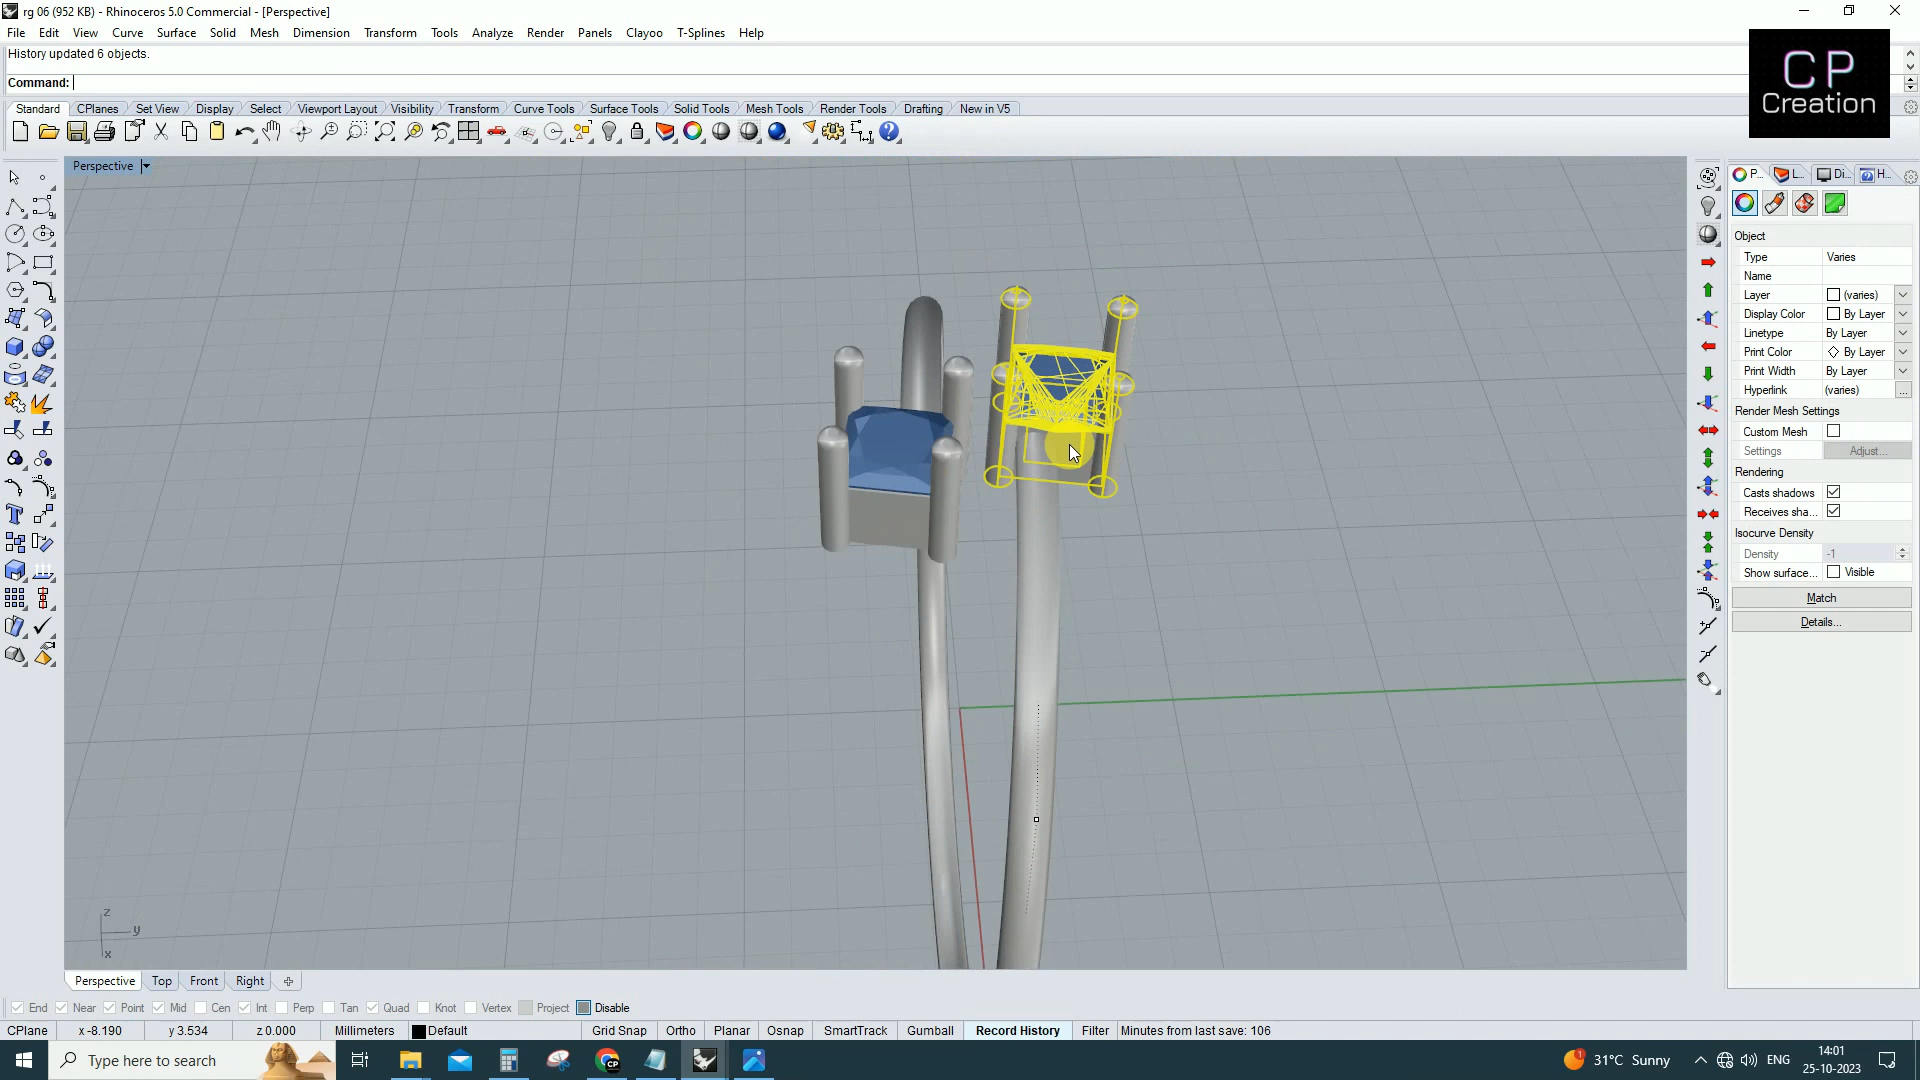 rg 06 (952 KB) - Rhinoceros 5.0 Commercial - [Perspective]
File Edit View Curve Surface Solid Mesh Dimension Transform Tools Analyze Render Panels Clayoo T-Splines Help
History updated 6 objects.
Command:
CP
Creation
Standard CPlanes Set View Display Select Viewport Layout Visibility Transform Curve Tools Surface Tools Solid Tools Mesh Tools Render Tools Drafting New in V5
Perspective
P... L... Di... H...
Object
Type Varies
Name
Layer (varies)
Display Color By Layer
Linetype By Layer
Print Color By Layer
Print Width By Layer
Hyperlink (varies) ...
Render Mesh Settings
Custom Mesh
Settings Adjust...
Rendering
Casts shadows
Receives sha...
Isocurve Density
Density -1
Show surface... Visible
Match
Details...
z
y
x
Perspective Top Front Right
End Near Point Mid Cen Int Perp Tan Quad Knot Vertex Project Disable
CPlane x -8.190 y 3.534 z 0.000 Millimeters Default Grid Snap Ortho Planar Osnap SmartTrack Gumball Record History Filter Minutes from last save: 106
Type here to search
31°C Sunny ENG 14:01
25-10-2023